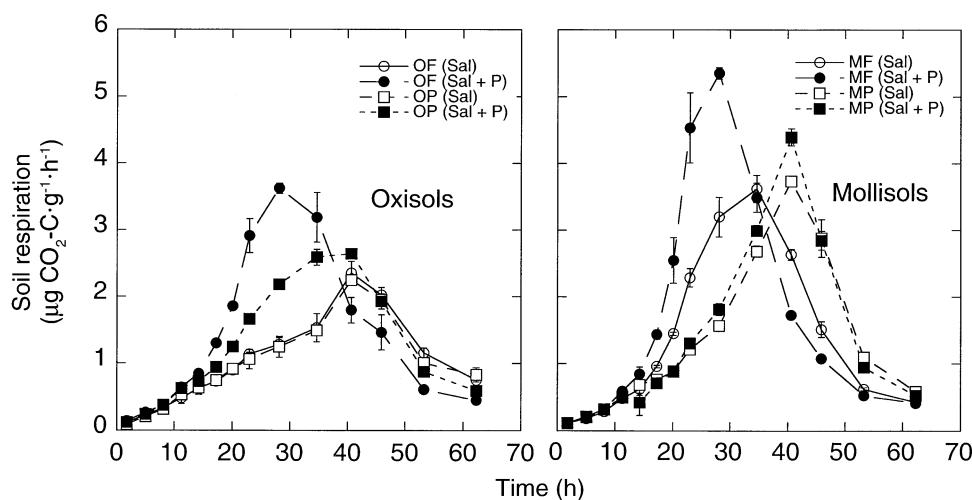 Soil respiration
(µg CO2-C·g-1·h-1)
6
5
4
3
2
1
0
OF (Sal)
OF (Sal + P)
OP (Sal)
OP (Sal + P)
Oxisols
0 10 20 30 40 50 60 70
MF (Sal)
MF (Sal + P)
MP (Sal)
MP (Sal + P)
Mollisols
0 10 20 30 40 50 60 70
Time (h)